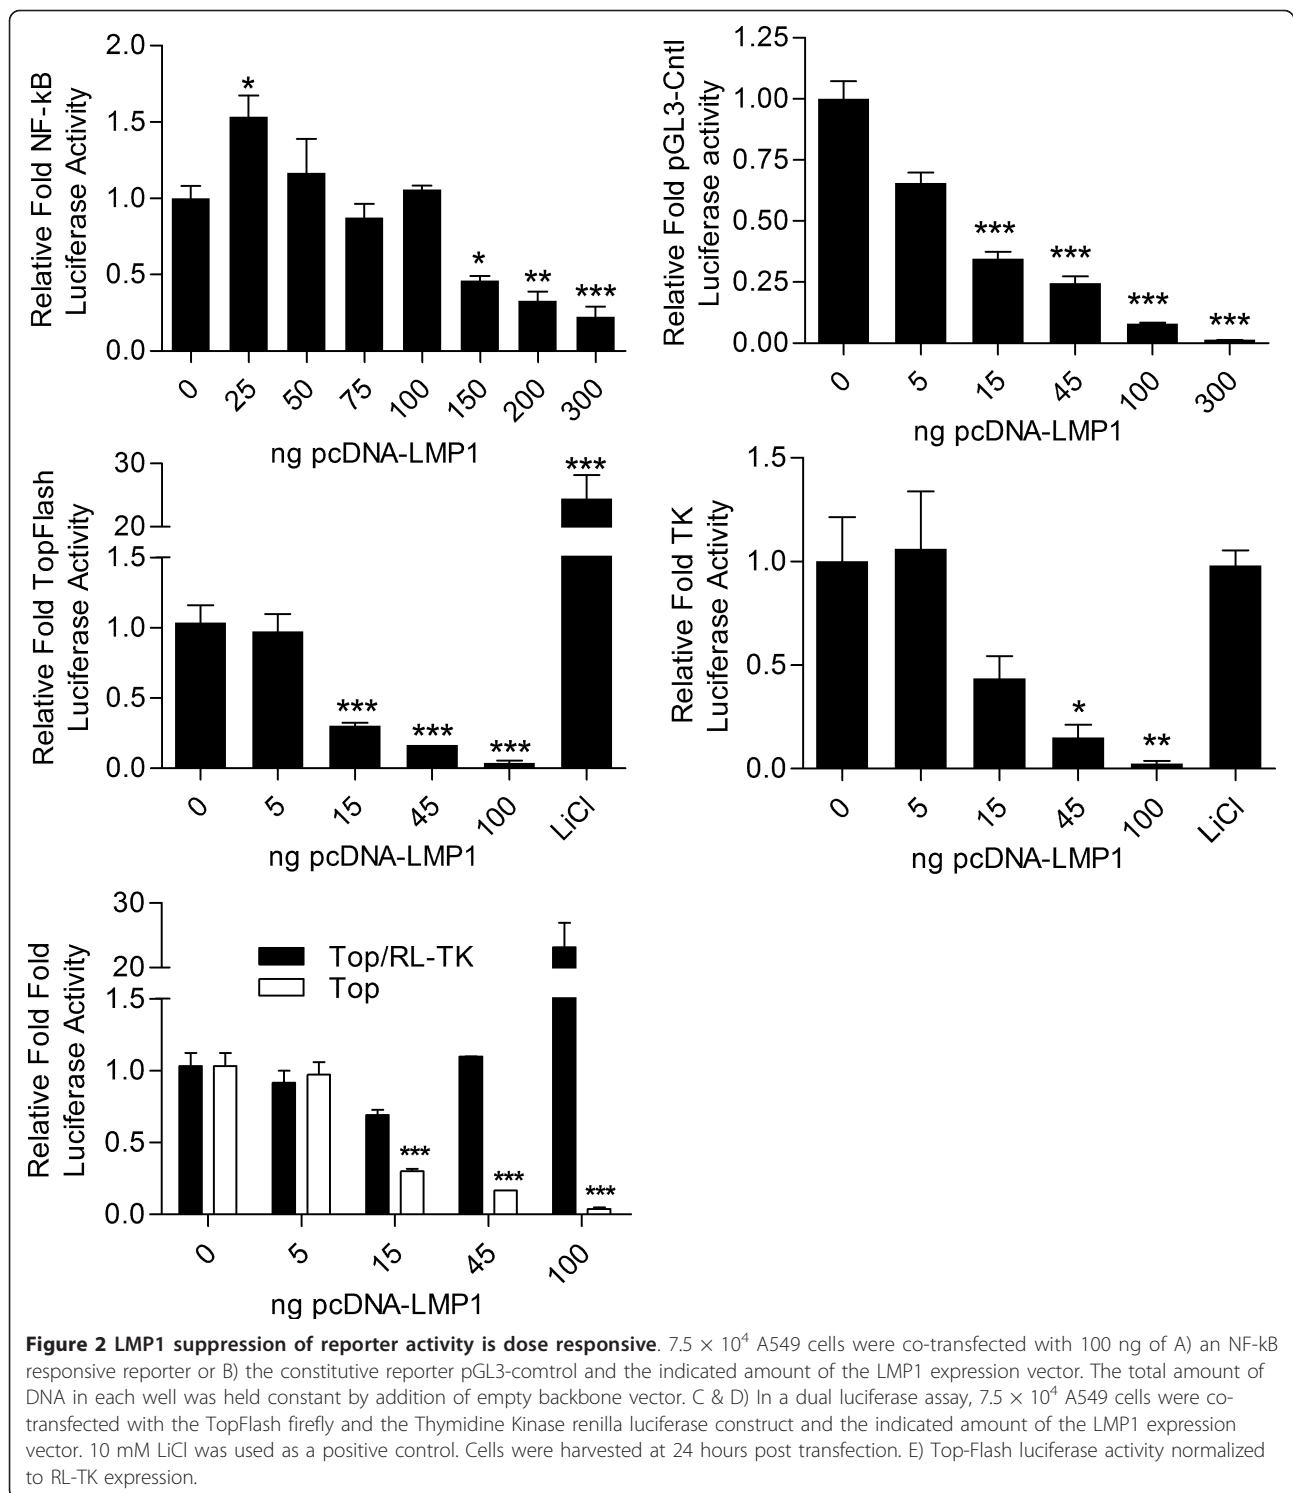 Relative Fold NF-kB
Luciferase Activity
2.0
1.5
1.0
0.5
0.0
*
*
**
***
0 25 50 75 100 150 200 300
ng pcDNA-LMP1
Relative Fold pGL3-Cntl
Luciferase activity
1.25
1.00
0.75
0.50
0.25
0.00
***
***
***
***
0 5 15 45 100 300
ng pcDNA-LMP1
Relative Fold TopFlash
Luciferase Activity
30
20
1.5
1.0
0.5
0.0
***
***
***
***
0 5 15 45 100 LiCl
ng pcDNA-LMP1
Relative Fold TK
Luciferase Activity
1.5
1.0
0.5
0.0
*
**
0 5 15 45 100 LiCl
ng pcDNA-LMP1
Relative Fold Fold
Luciferase Activity
30
20
1.5
1.0
0.5
0.0
Top/RL-TK
Top
***
***
***
0 5 15 45 100
ng pcDNA-LMP1
Figure 2 LMP1 suppression of reporter activity is dose responsive. 7.5 × 10⁴ A549 cells were co-transfected with 100 ng of A) an NF-kB
responsive reporter or B) the constitutive reporter pGL3-comtrol and the indicated amount of the LMP1 expression vector. The total amount of
DNA in each well was held constant by addition of empty backbone vector. C & D) In a dual luciferase assay, 7.5 × 10⁴ A549 cells were co-
transfected with the TopFlash firefly and the Thymidine Kinase renilla luciferase construct and the indicated amount of the LMP1 expression
vector. 10 mM LiCl was used as a positive control. Cells were harvested at 24 hours post transfection. E) Top-Flash luciferase activity normalized
to RL-TK expression.